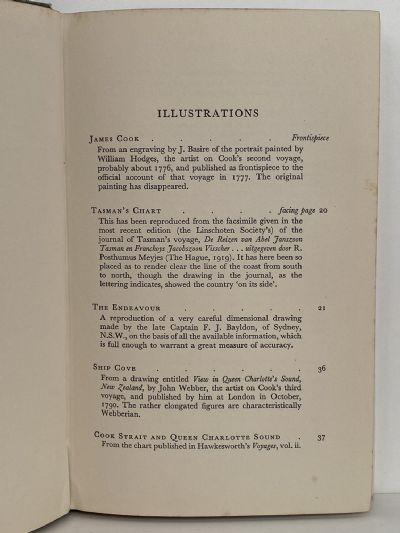 ILLUSTRATIONS
JAMES COOK . . . . . Frontispiece
From an engraving by J. Basire of the portrait painted by
William Hodges, the artist on Cook's second voyage,
probably about 1776, and published as frontispiece to the
official account of that voyage in 1777. The original
painting has disappeared.
TASMAN'S CHART . . . . facing page 20
This has been reproduced from the facsimile given in the
most recent edition (the Linschoten Society's) of the
journal of Tasman's voyage, De Reizen van Abel Janszoon
Tasman en Franchoys Jacobszoon Visscher . . . uitgegeven door R.
Posthumus Meyjes (The Hague, 1919). It has here been so
placed as to render clear the line of the coast from south
to north, though the drawing in the journal, as the
lettering indicates, showed the country 'on its side'.
THE ENDEAVOUR . . . . . 21
A reproduction of a very careful dimensional drawing
made by the late Captain F. J. Bayldon, of Sydney,
N.S.W., on the basis of all the available information, which
is full enough to warrant a great measure of accuracy.
SHIP COVE . . . . . . 36
From a drawing entitled View in Queen Charlotte's Sound,
New Zealand, by John Webber, the artist on Cook's third
voyage, and published by him at London in October,
1790. The rather elongated figures are characteristically
Webberian.
COOK STRAIT AND QUEEN CHARLOTTE SOUND . 37
From the chart published in Hawkesworth's Voyages, vol. ii.